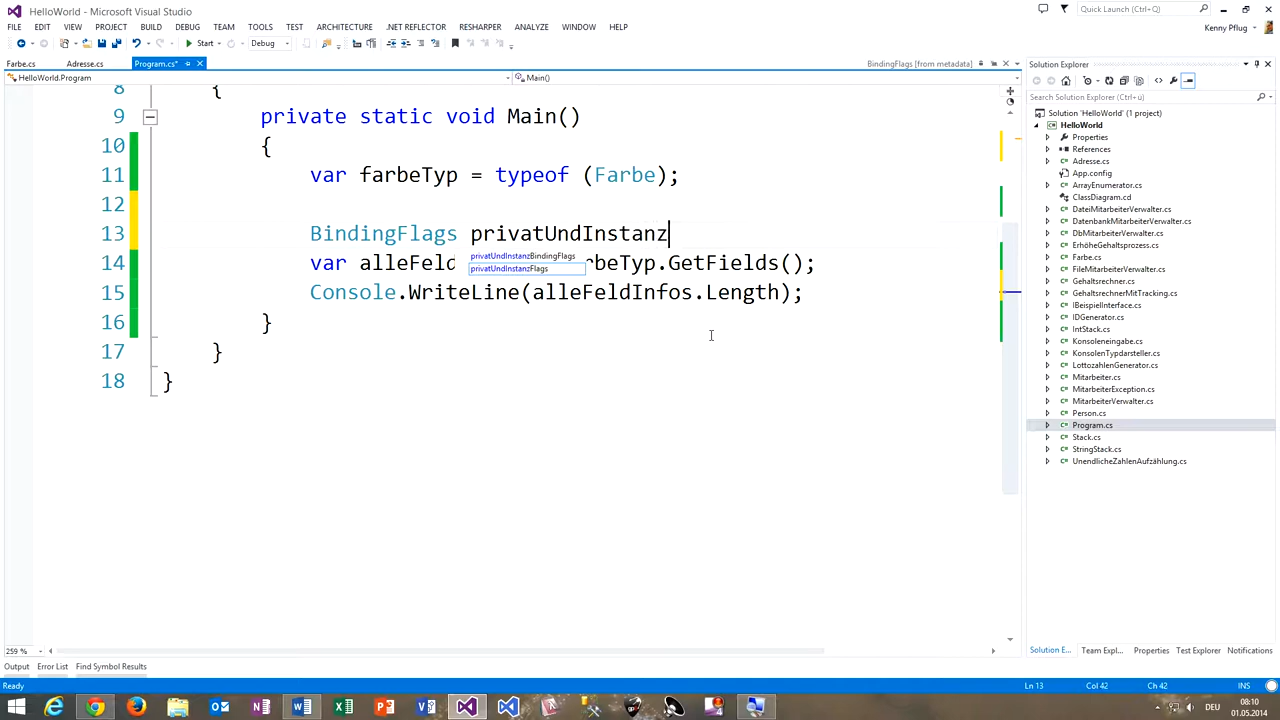 HelloWorld - Microsoft Visual Studio
Quick Launch (Ctrl+Q)
FILE EDIT VIEW PROJECT BUILD DEBUG TEAM TOOLS TEST ARCHITECTURE .NET REFLECTOR RESHARPER ANALYZE WINDOW HELP
Kenny Pflug
Start Debug
Farbe.cs Adresse.cs Program.cs* BindingFlags [from metadata]
HelloWorld.Program Main()
8 {
9 private static void Main()
10 {
11 var farbeTyp = typeof (Farbe);
12
13 BindingFlags privatUndInstanz
privatUndInstanzBindingFlags
privatUndInstanzFlags
14 var alleFeld rbeTyp.GetFields();
15 Console.WriteLine(alleFeldInfos.Length);
16 }
17 }
18 }
259 %
Solution Explorer
Search Solution Explorer (Ctrl+ü)
Solution 'HelloWorld' (1 project)
HelloWorld
Properties
References
Adresse.cs
App.config
ArrayEnumerator.cs
ClassDiagram.cd
DateiMitarbeiterVerwalter.cs
DatenbankMitarbeiterVerwalter.cs
DbMitarbeiterVerwalter.cs
ErhöheGehaltsprozess.cs
Farbe.cs
FileMitarbeiterVerwalter.cs
Gehaltsrechner.cs
GehaltsrechnerMitTracking.cs
IBeispielInterface.cs
IDGenerator.cs
IntStack.cs
Konsoleneingabe.cs
KonsolenTypdarsteller.cs
LottozahlenGenerator.cs
Mitarbeiter.cs
MitarbeiterException.cs
MitarbeiterVerwalter.cs
Person.cs
Program.cs
Stack.cs
StringStack.cs
UnendlicheZahlenAufzählung.cs
Solution E... Team Expl... Properties Test Explorer Notifications
Output Error List Find Symbol Results
Ready Ln 13 Col 42 Ch 42 INS
DEU 08:10
01.05.2014